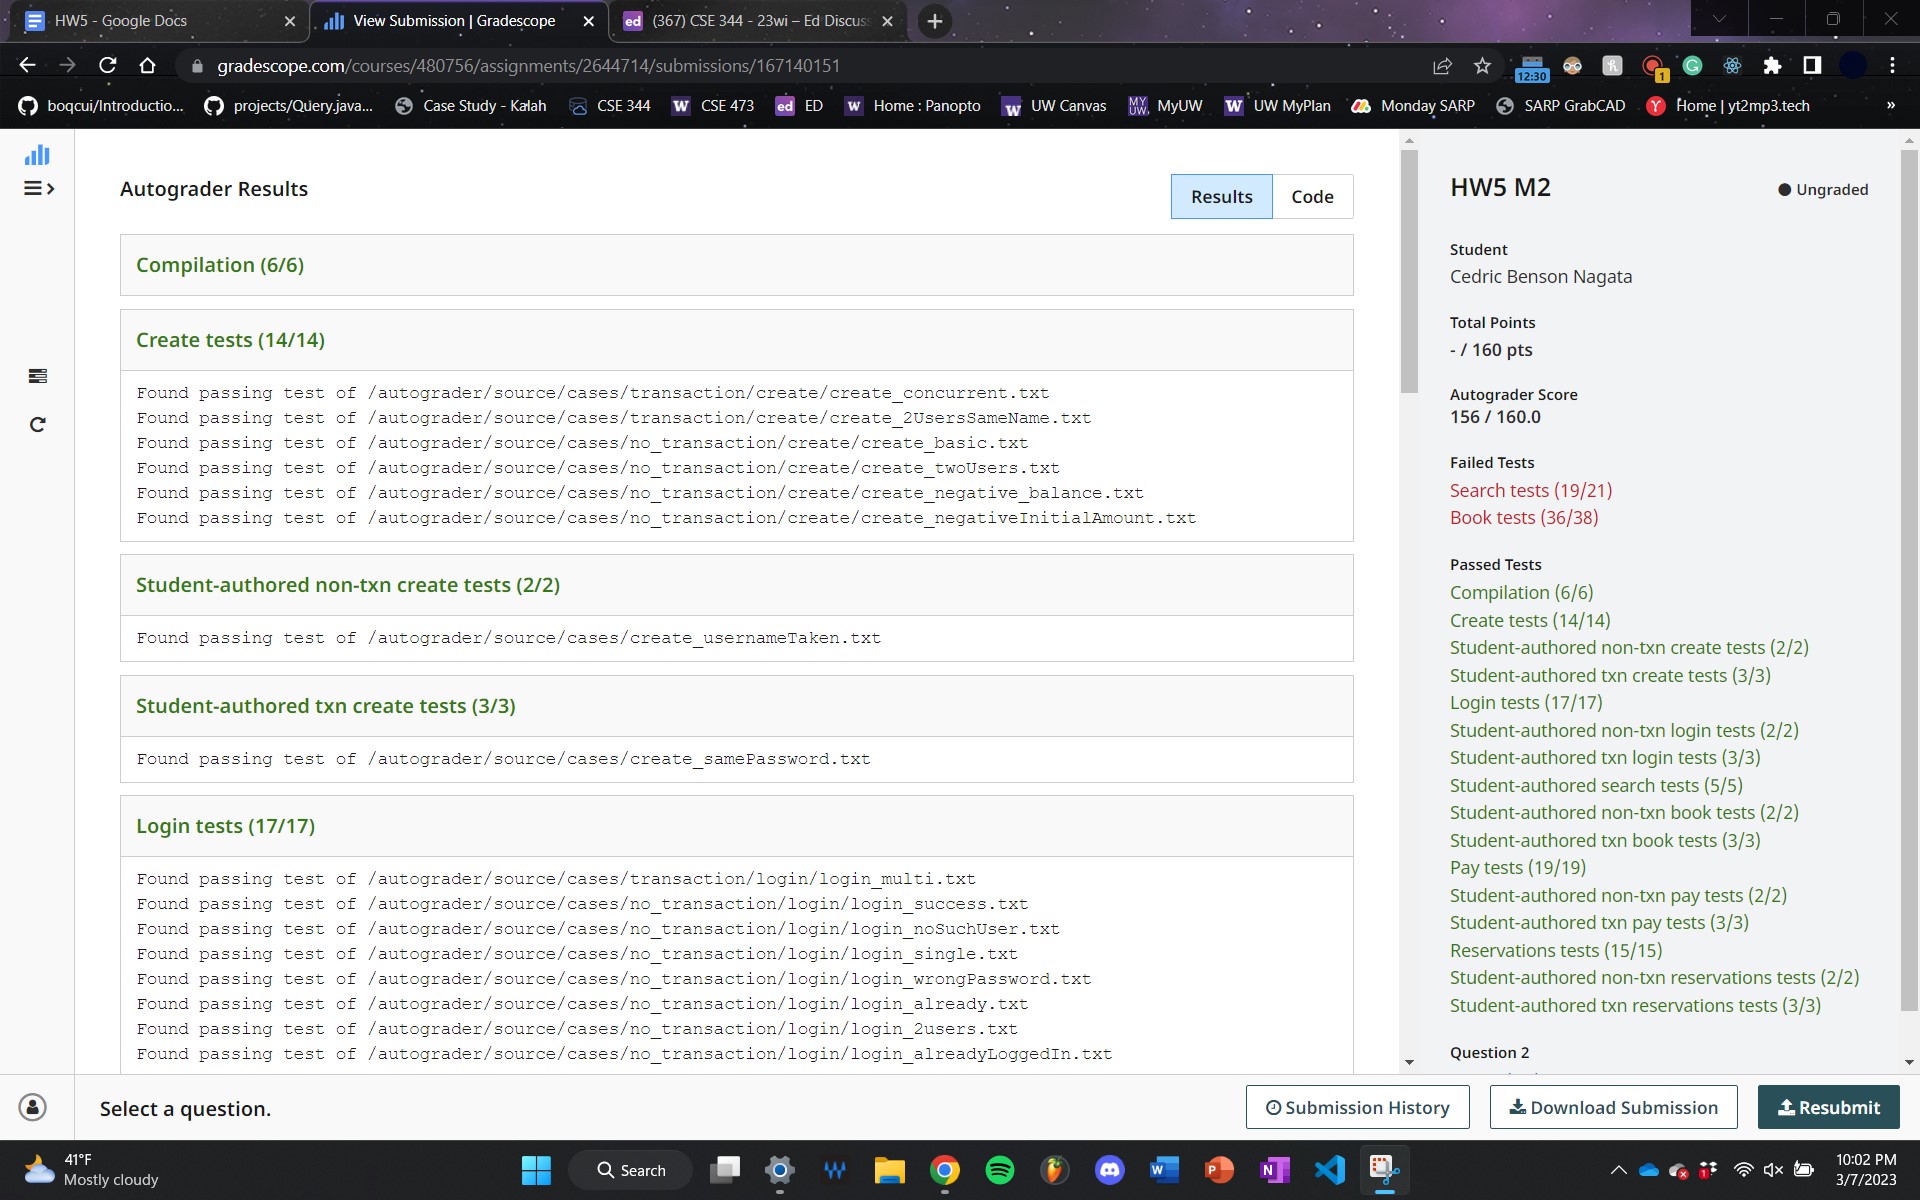 HW5 - Google Docs
View Submission | Gradescope
ed
(367) CSE 344 - 23wi – Ed Discuss
gradescope.com/courses/480756/assignments/2644714/submissions/167140151
12:30
1
boqcui/Introductio...
projects/Query.java...
Case Study - Kalah
CSE 344
W CSE 473
ed ED
W Home : Panopto
W UW Canvas
MY UW MyUW
W UW MyPlan
Monday SARP
SARP GrabCAD
Y Home | yt2mp3.tech
»
Autograder Results
Results
Code
Compilation (6/6)
Create tests (14/14)
Found passing test of /autograder/source/cases/transaction/create/create_concurrent.txt
Found passing test of /autograder/source/cases/transaction/create/create_2UsersSameName.txt
Found passing test of /autograder/source/cases/no_transaction/create/create_basic.txt
Found passing test of /autograder/source/cases/no_transaction/create/create_twoUsers.txt
Found passing test of /autograder/source/cases/no_transaction/create/create_negative_balance.txt
Found passing test of /autograder/source/cases/no_transaction/create/create_negativeInitialAmount.txt
Student-authored non-txn create tests (2/2)
Found passing test of /autograder/source/cases/create_usernameTaken.txt
Student-authored txn create tests (3/3)
Found passing test of /autograder/source/cases/create_samePassword.txt
Login tests (17/17)
Found passing test of /autograder/source/cases/transaction/login/login_multi.txt
Found passing test of /autograder/source/cases/no_transaction/login/login_success.txt
Found passing test of /autograder/source/cases/no_transaction/login/login_noSuchUser.txt
Found passing test of /autograder/source/cases/no_transaction/login/login_single.txt
Found passing test of /autograder/source/cases/no_transaction/login/login_wrongPassword.txt
Found passing test of /autograder/source/cases/no_transaction/login/login_already.txt
Found passing test of /autograder/source/cases/no_transaction/login/login_2users.txt
Found passing test of /autograder/source/cases/no_transaction/login/login_alreadyLoggedIn.txt
HW5 M2
Ungraded
Student
Cedric Benson Nagata
Total Points
- / 160 pts
Autograder Score
156 / 160.0
Failed Tests
Search tests (19/21)
Book tests (36/38)
Passed Tests
Compilation (6/6)
Create tests (14/14)
Student-authored non-txn create tests (2/2)
Student-authored txn create tests (3/3)
Login tests (17/17)
Student-authored non-txn login tests (2/2)
Student-authored txn login tests (3/3)
Student-authored search tests (5/5)
Student-authored non-txn book tests (2/2)
Student-authored txn book tests (3/3)
Pay tests (19/19)
Student-authored non-txn pay tests (2/2)
Student-authored txn pay tests (3/3)
Reservations tests (15/15)
Student-authored non-txn reservations tests (2/2)
Student-authored txn reservations tests (3/3)
Question 2
Select a question.
Submission History
Download Submission
Resubmit
41°F
Mostly cloudy
Search
10:02 PM
3/7/2023